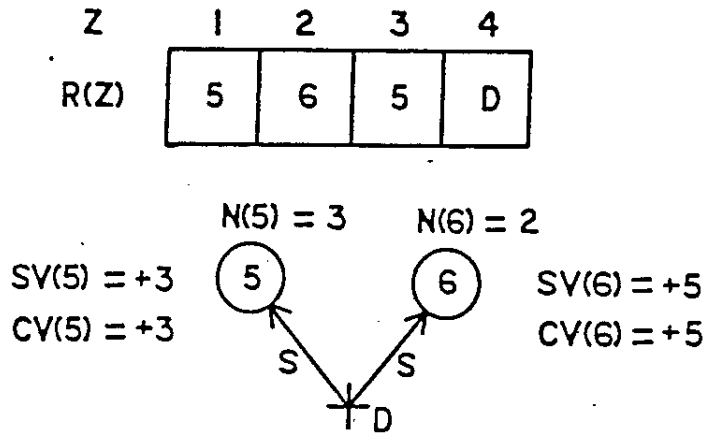 Z 1 2 3 4
R(Z) 5 6 5 D
N(5) = 3 N(6) = 2
SV(5) = +3 5 6 SV(6) = +5
CV(5) = +3 CV(6) = +5
S S
D